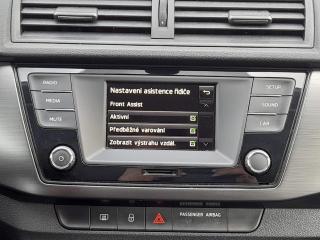 RADIO
MEDIA
MUTE
Nastavení asistence řidiče
Front Assist
Aktivní
Předběžné varování
Zobrazit výstrahu vzdál.
SETUP
SOUND
CAR
PASSENGER AIRBAG